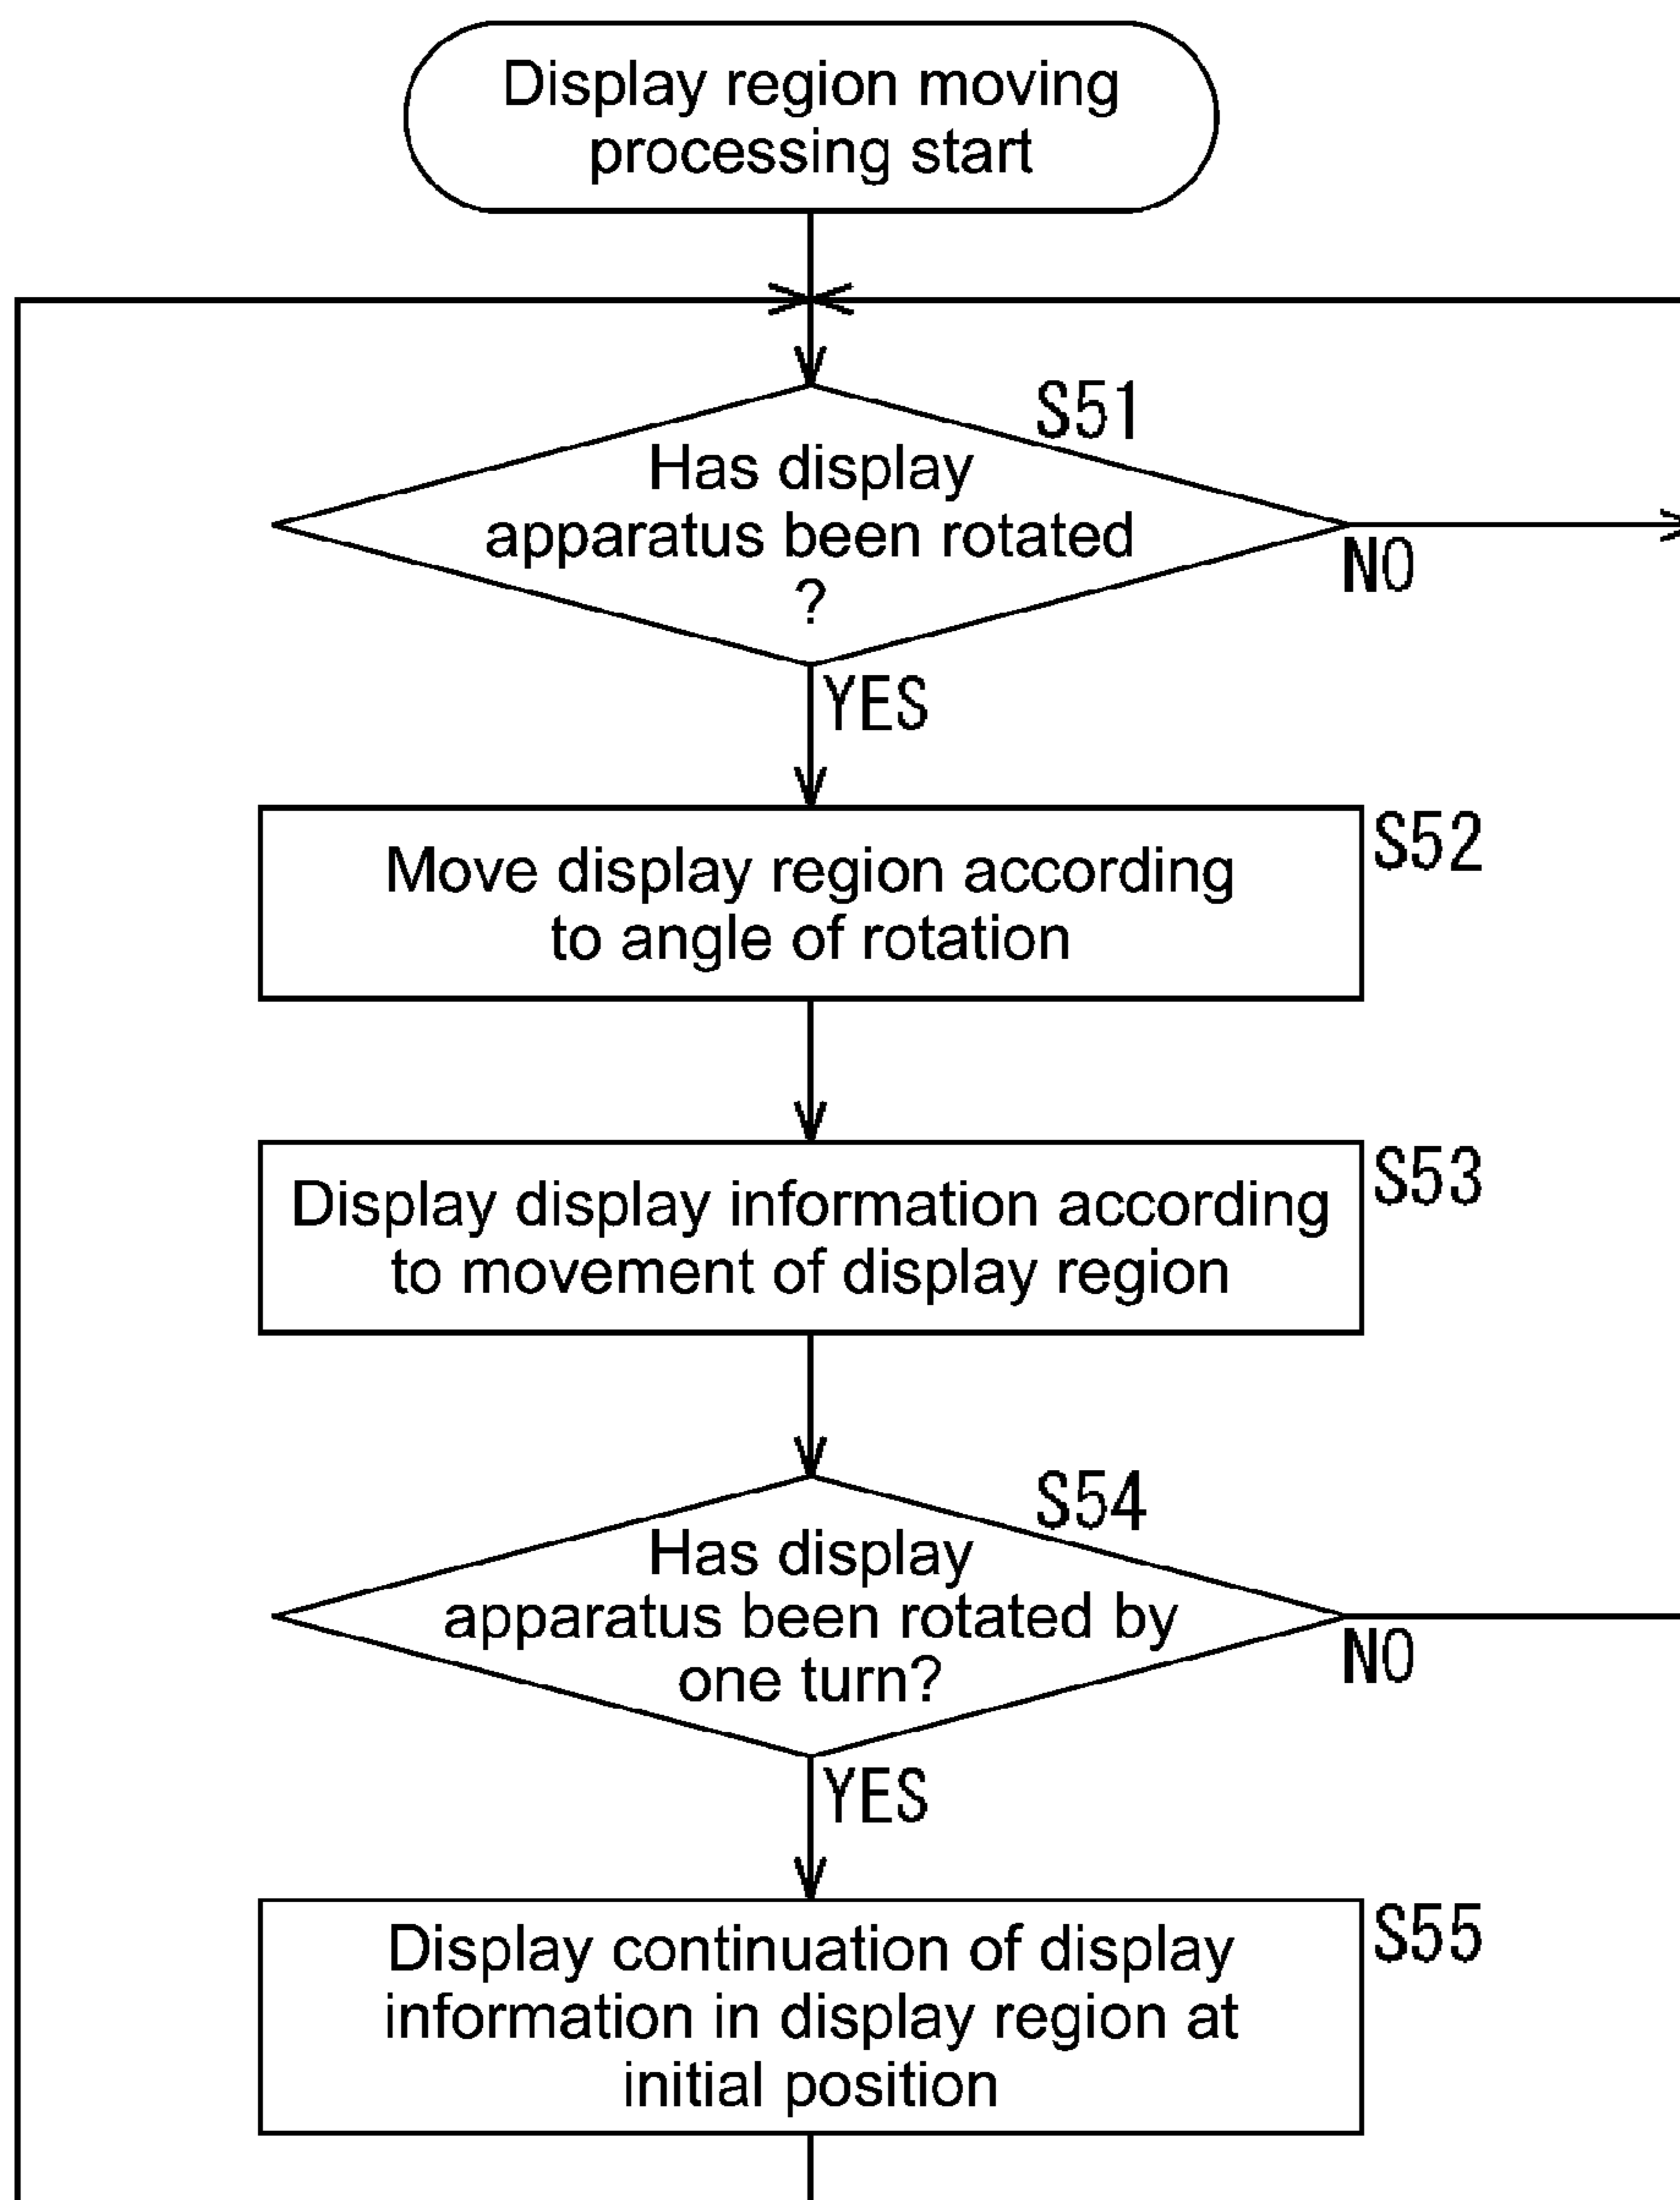 Display region moving
processing start
S51
Has display
apparatus been rotated
?
NO
YES
S52
Move display region according
to angle of rotation
S53
Display display information according
to movement of display region
S54
Has display
apparatus been rotated by
one turn?
NO
YES
S55
Display continuation of display
information in display region at
initial position